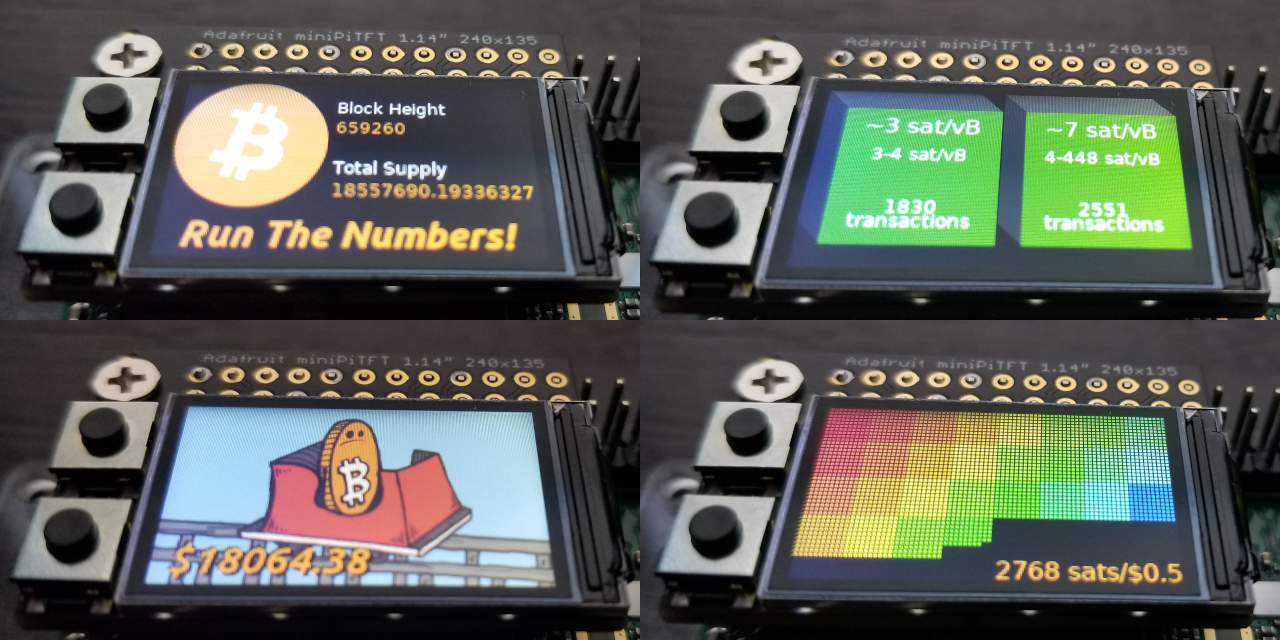 Adafruit miniPiTFT 1.14" 240x135
Block Height
659260
Total Supply
18557690.19336327
Run The Numbers!
Adafruit miniPiTFT 1.14" 240x135
~3 sat/vB
3-4 sat/vB
1830
transactions
~7 sat/vB
4-448 sat/vB
2551
transactions
Adafruit miniPiTFT 1.14" 240x135
$18064.38
Adafruit miniPiTFT 1.14" 240x135
2768 sats/$0.5